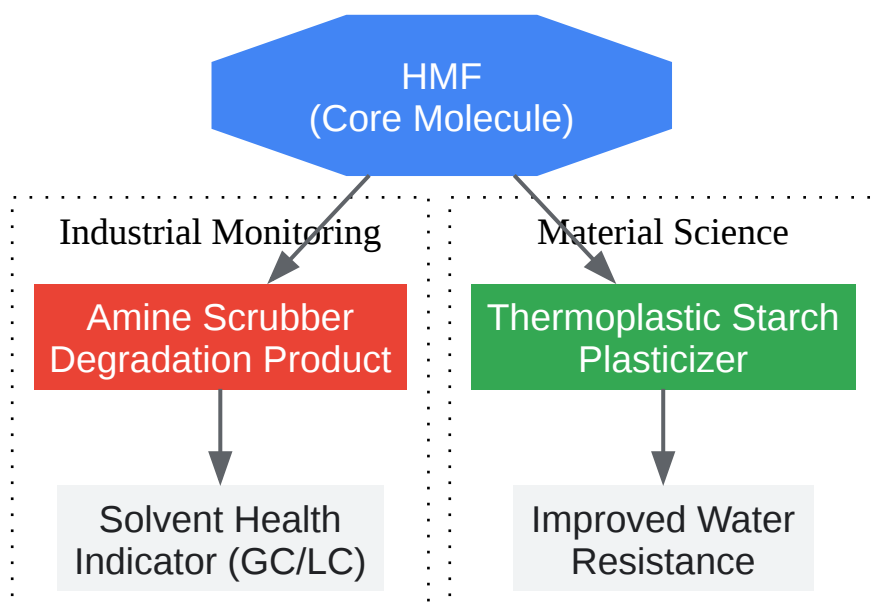 HMF
(Core Molecule)
Industrial Monitoring
Material Science
Amine Scrubber
Degradation Product
Thermoplastic Starch
Plasticizer
Solvent Health
Indicator (GC/LC)
Improved Water
Resistance